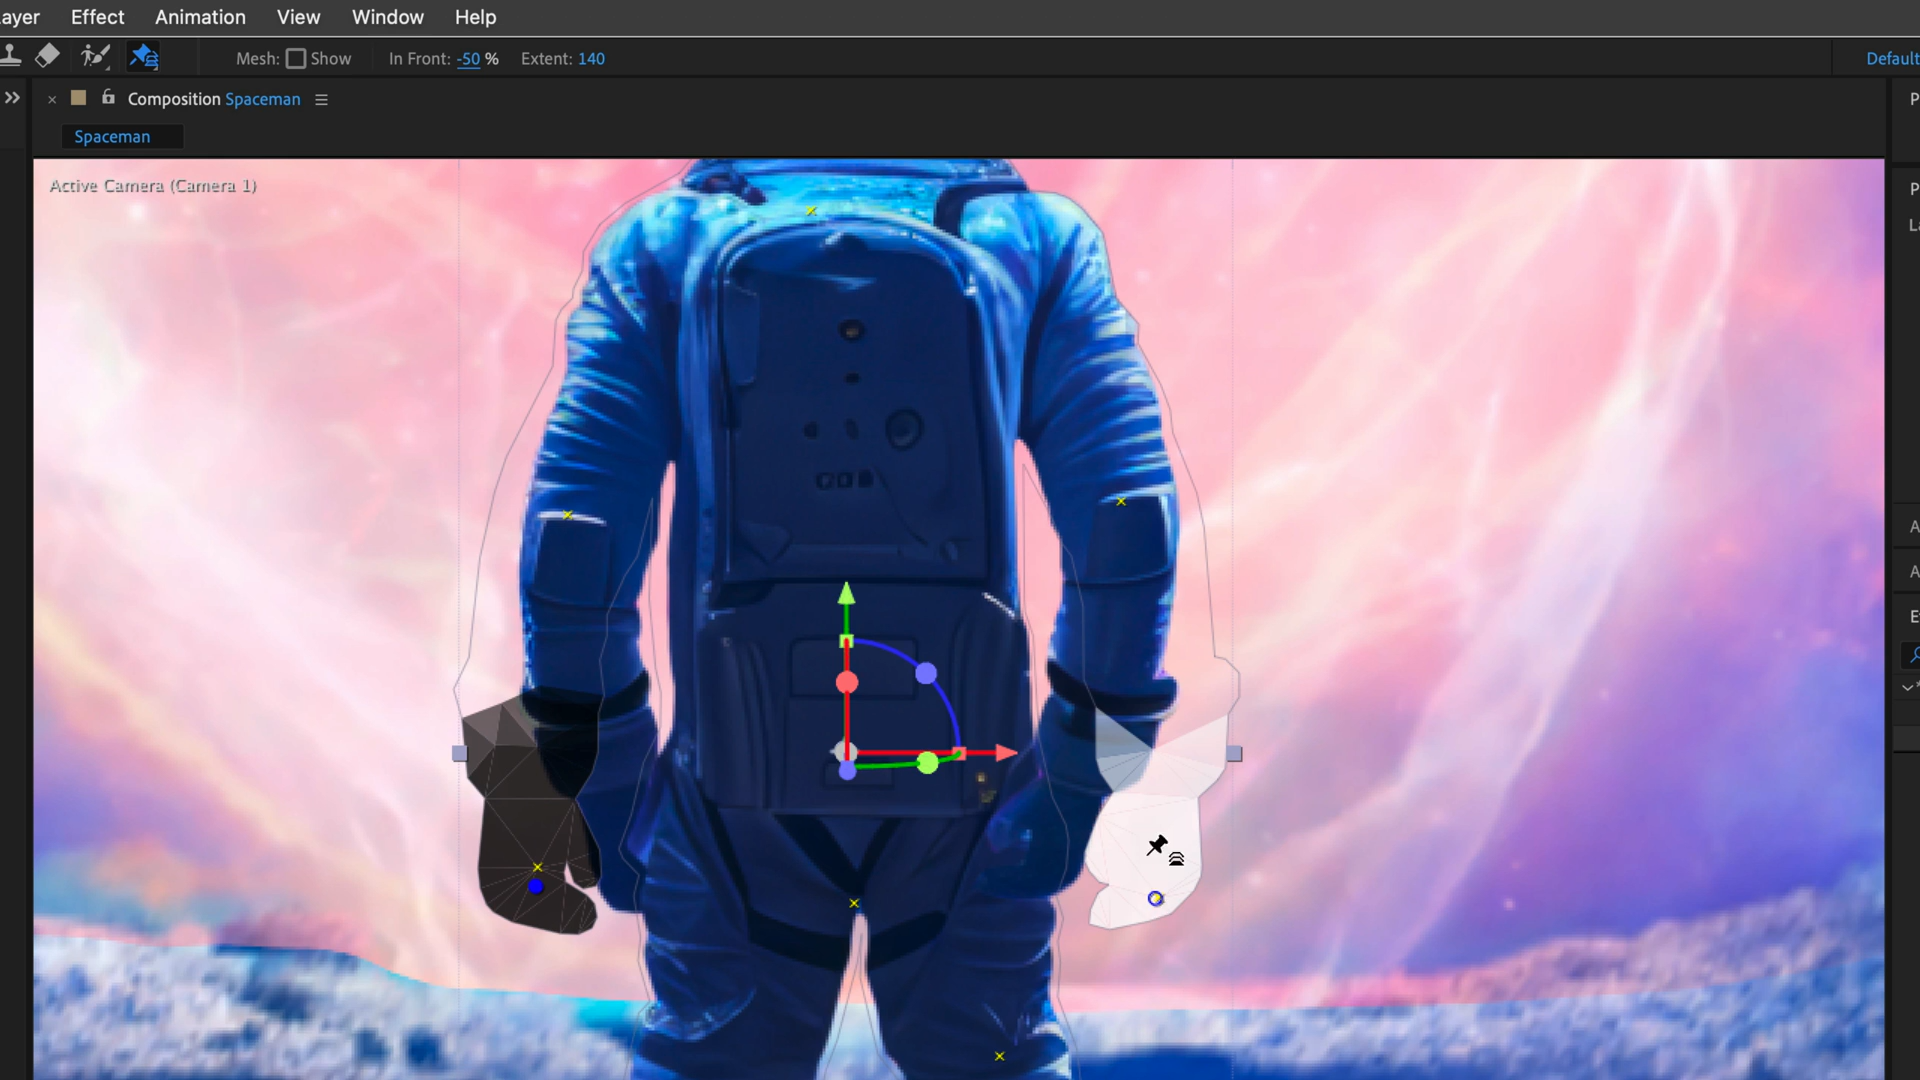 ayer Effect Animation View Window Help
Mesh: Show In Front: -50 % Extent: 140 Default
Composition Spaceman
Spaceman
Active Camera (Camera 1)
P
P
La
A
A
E